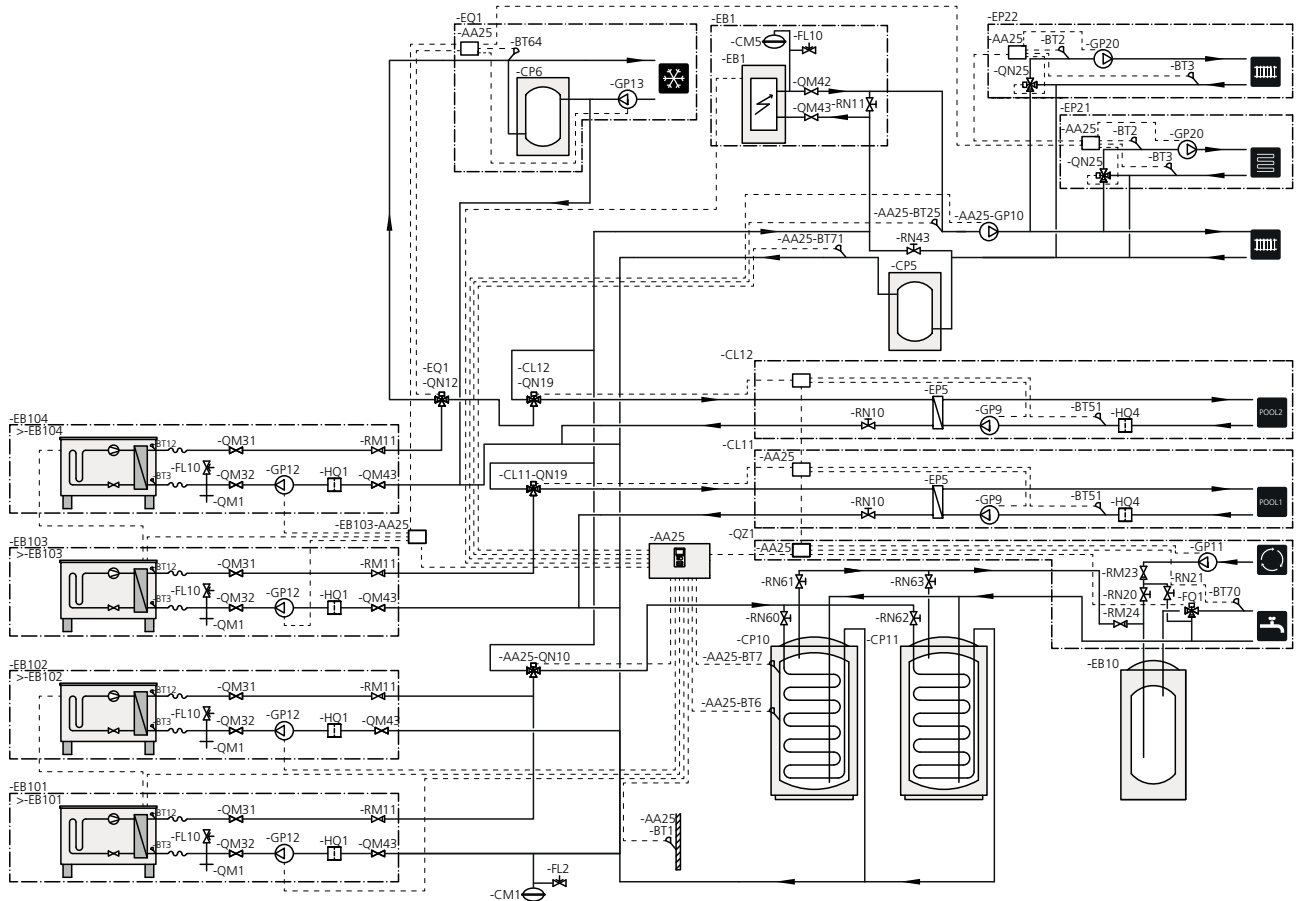 -EQ1
-AA25
-BT64
-CP6
-GP13
-EB1
-CM5
-FL10
-EB1
-QM42
-QM43
-RN11
-EP22
-AA25
-BT2
-GP20
-QN25
-BT3
-EP21
-AA25
-BT2
-GP20
-QN25
-BT3
-AA25-BT25
-AA25-GP10
-AA25-BT71
-RN43
-CP5
-EQ1
-QN12
-CL12
-QN19
-CL12
-EP5
-RN10
-GP9
-BT51
-HQ4
POOL2
-CL11
-AA25
-CL11-QN19
-EP5
-RN10
-GP9
-BT51
-HQ4
POOL1
-EB104
>-EB104
-BT12
-QM31
-RM11
-FL10
-BT3
-QM32
-GP12
-HQ1
-QM43
-QM1
-EB103-AA25
-EB103
>-EB103
-BT12
-QM31
-RM11
-FL10
-BT3
-QM32
-GP12
-HQ1
-QM43
-QM1
-AA25
-QZ1
-AA25
-GP11
-RM23
-RN21
-RN20
-FQ1
-BT70
-RM24
-RN61
-RN63
-RN60
-RN62
-CP10
-CP11
-AA25-QN10
-AA25-BT7
-AA25-BT6
-EB10
-EB102
>-EB102
-BT12
-QM31
-RM11
-FL10
-BT3
-QM32
-GP12
-HQ1
-QM43
-QM1
-EB101
>-EB101
-BT12
-QM31
-RM11
-FL10
-BT3
-QM32
-GP12
-HQ1
-QM43
-QM1
-AA25
-BT1
-FL2
-CM1